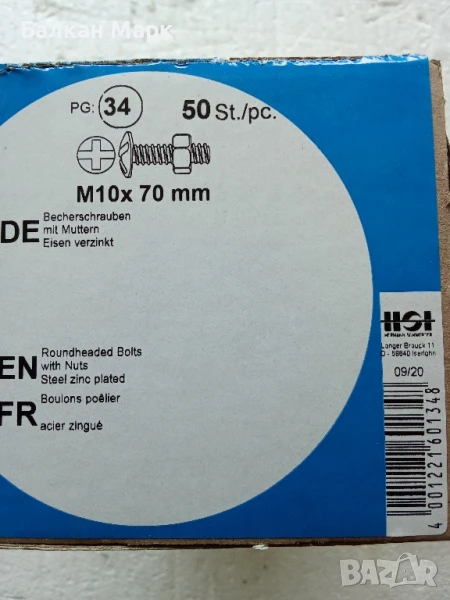 Балкан Марк
PG: 34
50 St./pc.
M10x 70 mm
DE
Becherschrauben
mit Muttern
Eisen verzinkt
EN
Roundheaded Bolts
with Nuts
Steel zinc plated
FR
Boulons poêlier
acier zingué
HSI
Langer Brauck 11
D - 58640 Iserlohn
09/20
4 001221 601348
bazar